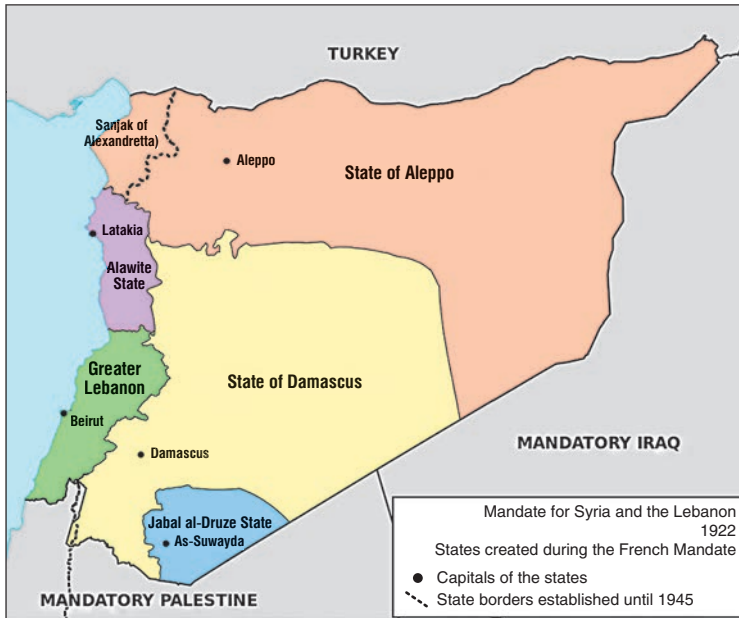 TURKEY
Sanjak of
Alexandretta)
Aleppo
State of Aleppo
Latakia
Alawite
State
Greater
Lebanon
State of Damascus
Beirut
MANDATORY IRAQ
Damascus
Jabal al-Druze State
As-Suwayda
MANDATORY PALESTINE
Mandate for Syria and the Lebanon
1922
States created during the French Mandate
Capitals of the states
State borders established until 1945